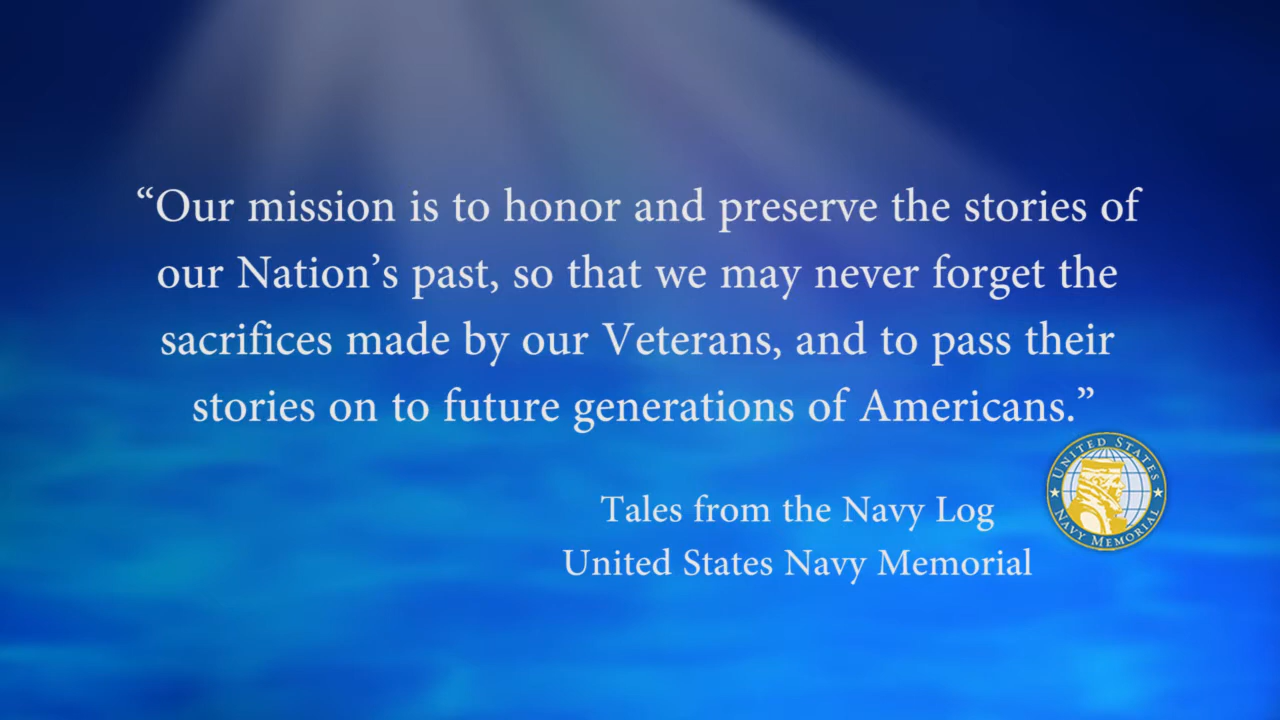 “Our mission is to honor and preserve the stories of
our Nation’s past, so that we may never forget the
sacrifices made by our Veterans, and to pass their
stories on to future generations of Americans.”
Tales from the Navy Log
United States Navy Memorial
UNITED STATES
NAVY MEMORIAL